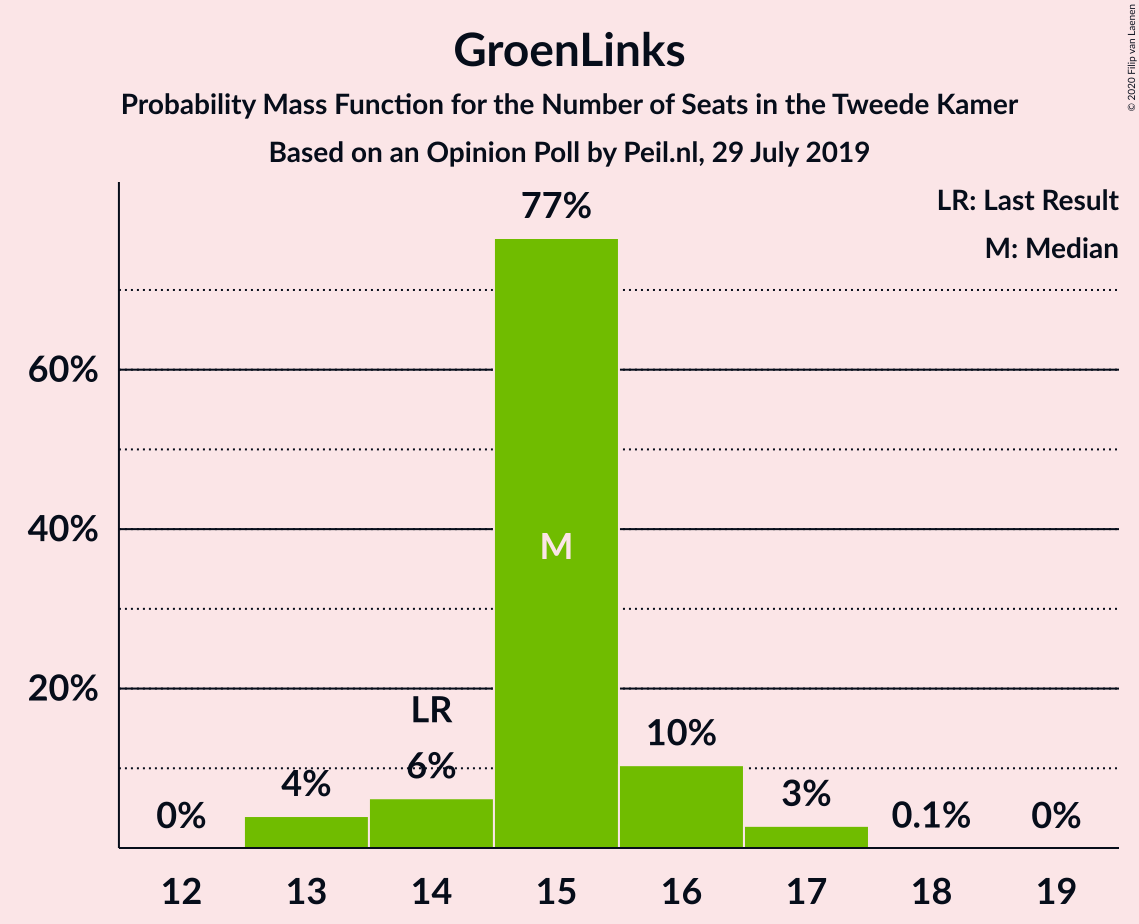 GroenLinks
Probability Mass Function for the Number of Seats in the Tweede Kamer
Based on an Opinion Poll by Peil.nl, 29 July 2019
© 2020 Filip van Laenen
LR: Last Result
M: Median
77%
60%
40%
M
20%
LR
10%
6%
4%
3%
0%
0.1%
0%
12 13 14 15 16 17 18 19